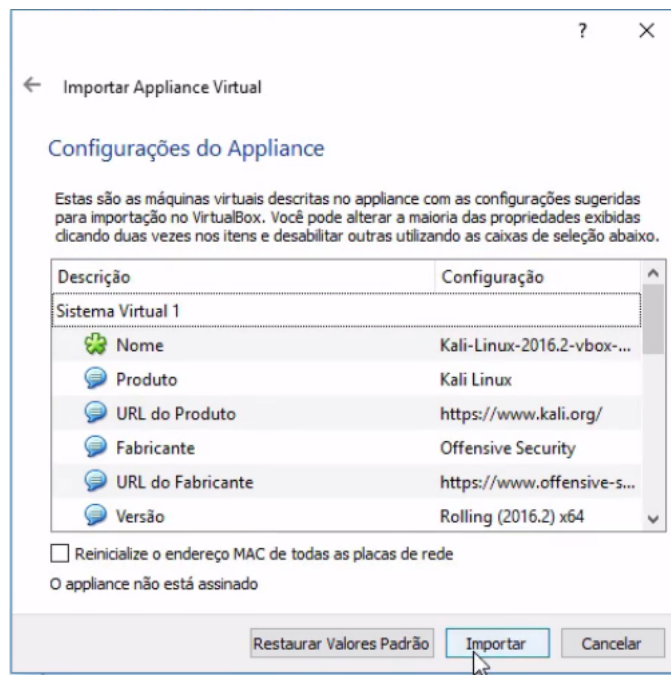 ?
Importar Appliance Virtual
Configurações do Appliance
Estas são as máquinas virtuais descritas no appliance com as configurações sugeridas
para importação no VirtualBox. Você pode alterar a maioria das propriedades exibidas
clicando duas vezes nos itens e desabilitar outras utilizando as caixas de seleção abaixo.
Descrição Configuração
Sistema Virtual 1
Nome Kali-Linux-2016.2-vbox-...
Produto Kali Linux
URL do Produto https://www.kali.org/
Fabricante Offensive Security
URL do Fabricante https://www.offensive-s...
Versão Rolling (2016.2) x64
Reinicialize o endereço MAC de todas as placas de rede
O appliance não está assinado
Restaurar Valores Padrão Importar Cancelar